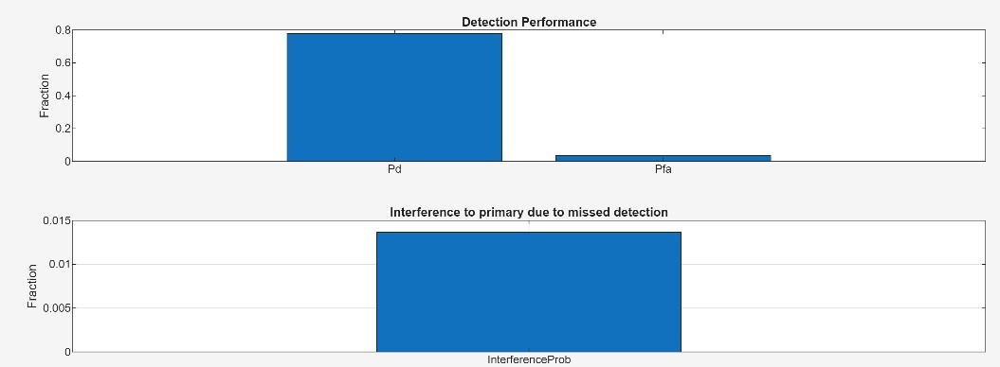 Detection Performance
0.8
0.6
0.4
0.2
0
Fraction
Pd
Pfa
Interference to primary due to missed detection
0.015
0.01
0.005
0
Fraction
InterferenceProb